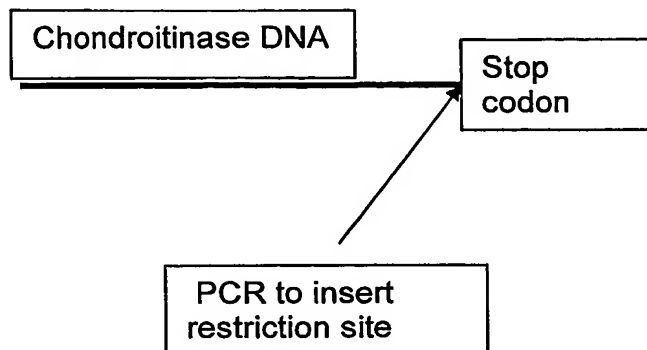 Chondroitinase DNA
Stop
codon
PCR to insert
restriction site